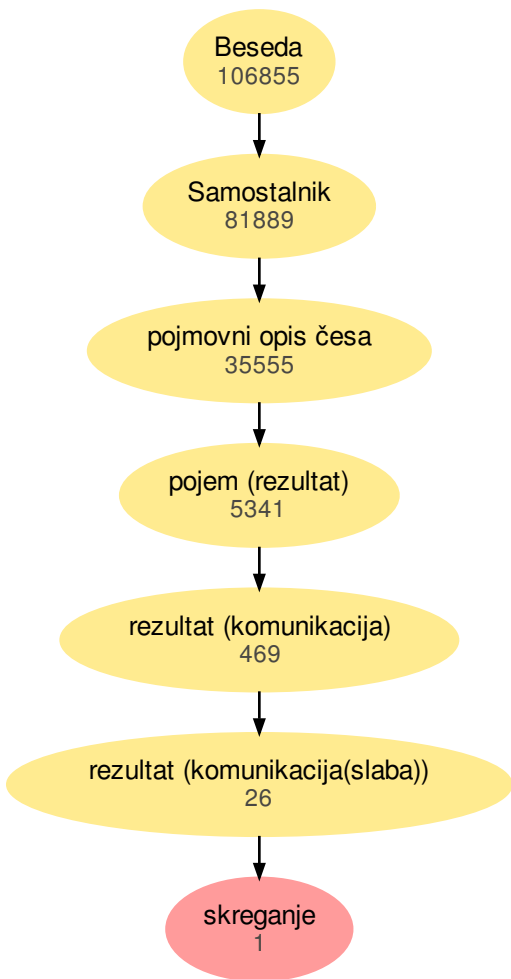 Beseda
106855
Samostalnik
81889
pojmovni opis česa
35555
pojem (rezultat)
5341
rezultat (komunikacija)
469
rezultat (komunikacija(slaba))
26
skreganje
1